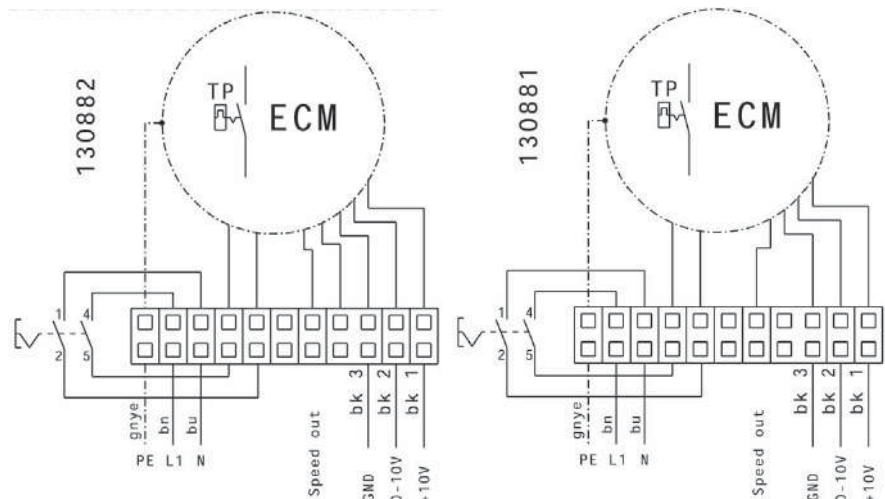 130882
TP
ECM
1 4
2 5
gnye
bn
bu
bk 3
bk 2
bk 1
PE L1 N
Speed out
GND
0-10V
+10V
130881
TP
ECM
1 4
2 5
gnye
bn
bu
bk 3
bk 2
bk 1
PE L1 N
Speed out
GND
0-10V
+10V